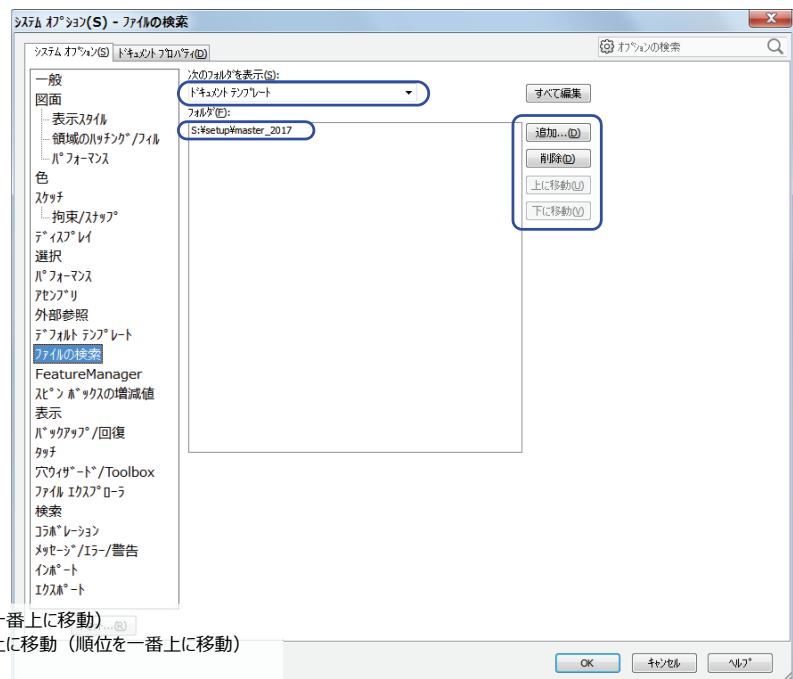 ｼｽﾃﾑ ｵﾌﾟｼｮﾝ(S) - ﾌｧｲﾙの検索
ｼｽﾃﾑ ｵﾌﾟｼｮﾝ(S)
ﾄﾞｷｭﾒﾝﾄ ﾌﾟﾛﾊﾟﾃｨ(D)
ｵﾌﾟｼｮﾝの検索
一般
図面
表示ｽﾀｲﾙ
領域のﾊｯﾁﾝｸﾞ/ﾌｨﾙ
ﾊﾟﾌｫｰﾏﾝｽ
色
ｽｹｯﾁ
拘束/ｽﾅｯﾌﾟ
ﾃﾞｨｽﾌﾟﾚｲ
選択
ﾊﾟﾌｫｰﾏﾝｽ
ｱｾﾝﾌﾞﾘ
外部参照
ﾃﾞﾌｫﾙﾄ ﾃﾝﾌﾟﾚｰﾄ
ﾌｧｲﾙの検索
FeatureManager
ｽﾋﾟﾝ ﾎﾞｯｸｽの増減値
表示
ﾊﾞｯｸｱｯﾌﾟ/回復
ﾀｯﾁ
穴ｳｨｻﾞｰﾄﾞ/Toolbox
ﾌｧｲﾙ ｴｸｽﾌﾟﾛｰﾗ
検索
ｺﾗﾎﾞﾚｰｼｮﾝ
ﾒｯｾｰｼﾞ/ｴﾗｰ/警告
ｲﾝﾎﾟｰﾄ
ｴｸｽﾎﾟｰﾄ
次のﾌｫﾙﾀﾞを表示(S):
ﾄﾞｷｭﾒﾝﾄ ﾃﾝﾌﾟﾚｰﾄ
ﾌｫﾙﾀﾞ(F):
S:¥setup¥master_2017
すべて編集
追加...(D)
削除(D)
上に移動(U)
下に移動(V)
一番上に移動）
...(R)
上に移動（順位を一番上に移動）
OK
ｷｬﾝｾﾙ
ﾍﾙﾌﾟ